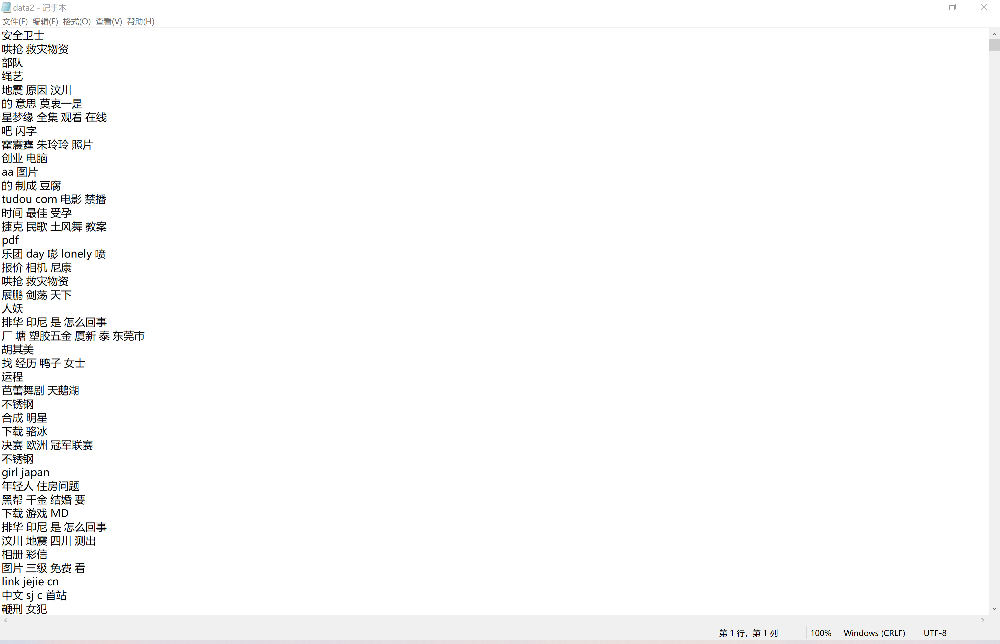 data2 - 记事本
文件(F) 编辑(E) 格式(O) 查看(V) 帮助(H)
安全卫士
哄抢 救灾物资
部队
绳艺
地震 原因 汶川
的 意思 莫衷一是
星梦缘 全集 观看 在线
吧 闪字
霍震霆 朱玲玲 照片
创业 电脑
aa 图片
的 制成 豆腐
tudou com 电影 禁播
时间 最佳 受孕
捷克 民歌 土风舞 教案
pdf
乐团 day 嘭 lonely 喷
报价 相机 尼康
哄抢 救灾物资
展鹏 剑荡 天下
人妖
排华 印尼 是 怎么回事
厂 塘 塑胶五金 厦新 泰 东莞市
胡其美
找 经历 鸭子 女士
运程
芭蕾舞剧 天鹅湖
不锈钢
合成 明星
下载 骆冰
决赛 欧洲 冠军联赛
不锈钢
girl japan
年轻人 住房问题
黑帮 千金 结婚 要
下载 游戏 MD
排华 印尼 是 怎么回事
汶川 地震 四川 测出
相册 彩信
图片 三级 免费 看
link jejie cn
中文 sj c 首站
鞭刑 女犯
第 1 行，第 1 列 100% Windows (CRLF) UTF-8